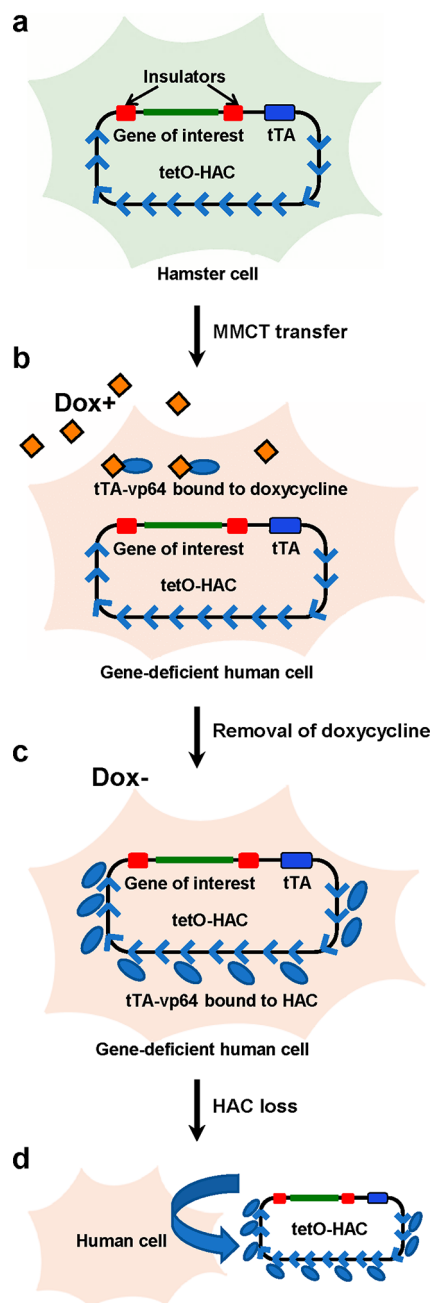 a
Insulators
Gene of interest tTA
tetO-HAC
Hamster cell
MMCT transfer
b
Dox+
tTA-vp64 bound to doxycycline
Gene of interest tTA
tetO-HAC
Gene-deficient human cell
Removal of doxycycline
c
Dox-
Gene of interest tTA
tetO-HAC
tTA-vp64 bound to HAC
Gene-deficient human cell
HAC loss
d
tetO-HAC
Human cell